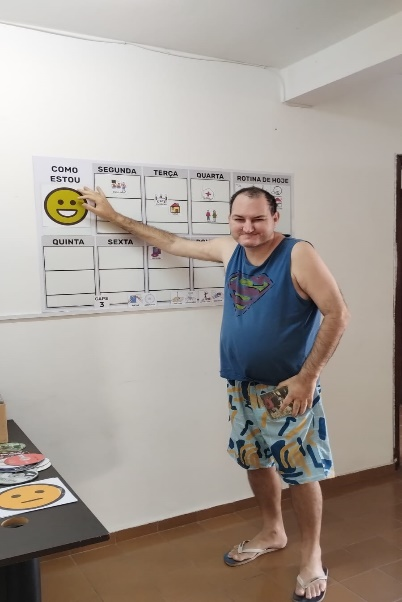 COMO
ESTOU
SEGUNDA
TERÇA
QUARTA
ROTINA DE HOJE
QUINTA
SEXTA
CAPS
3